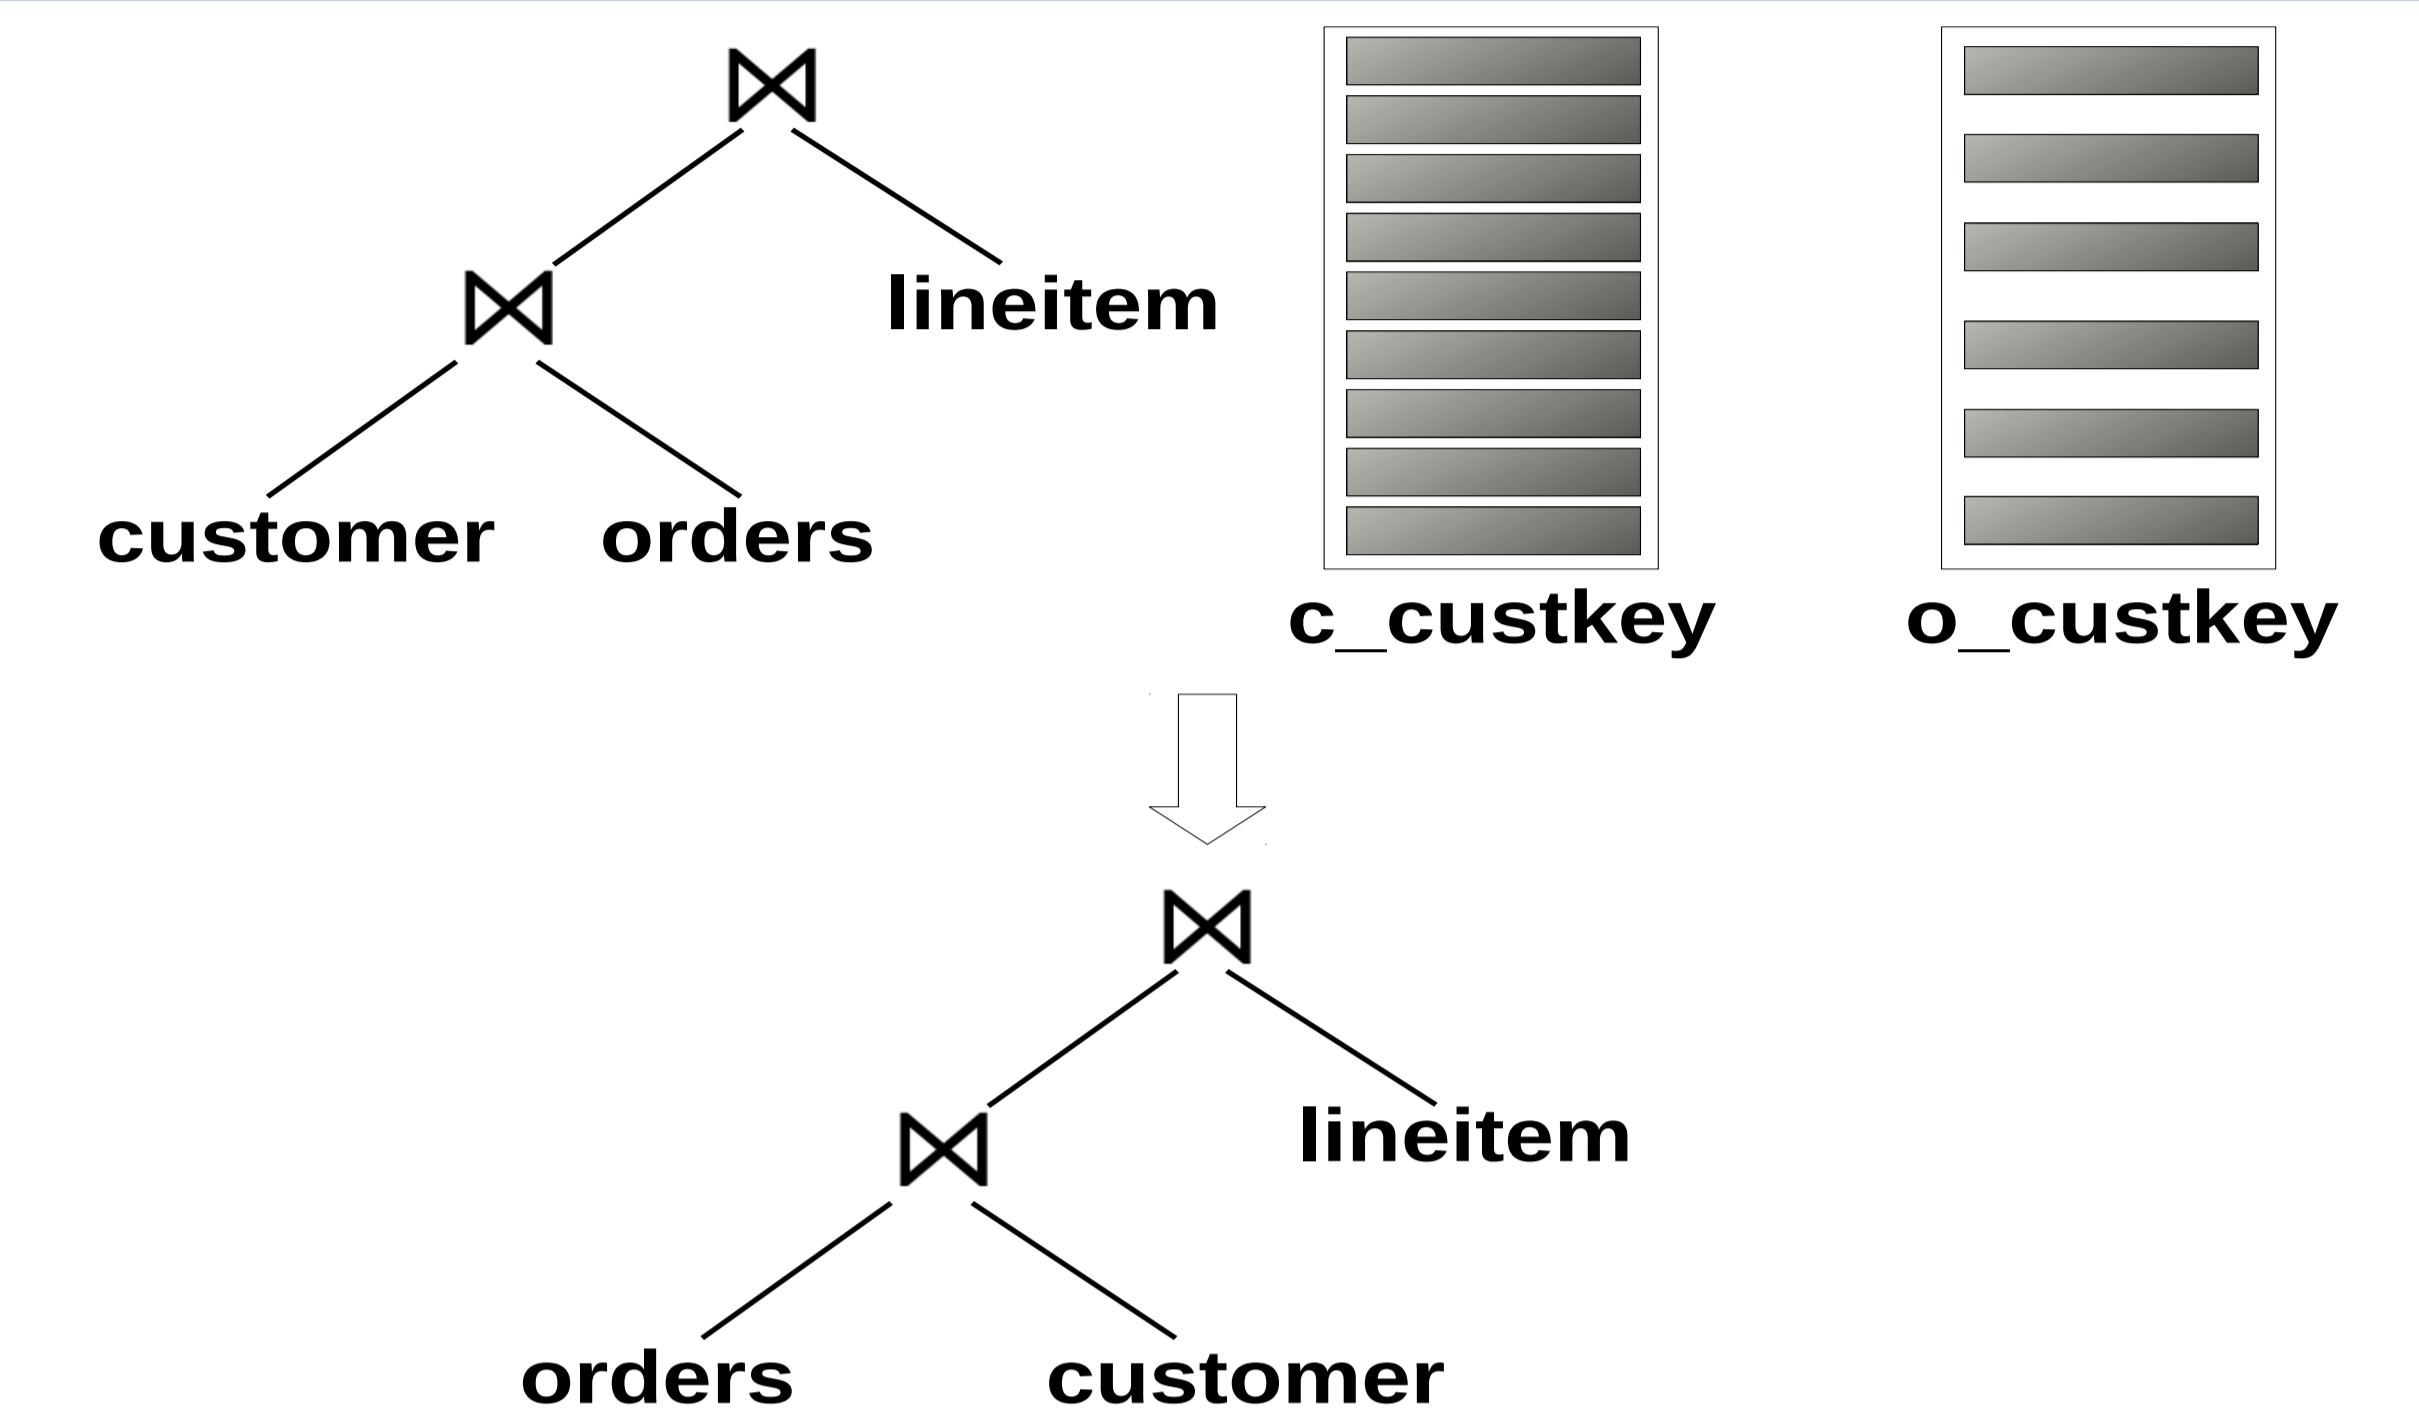 lineitem
customer orders
c_custkey o_custkey
lineitem
orders customer